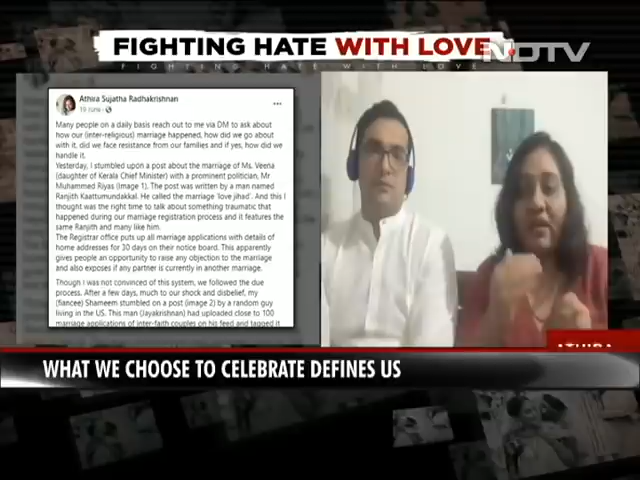 FIGHTING HATE WITH LOVE
NDTV
FIGHTING HATE WITH LOVE
Athira Sujatha Radhakrishnan
19 June
Many people on a daily basis reach out to me via DM to ask about
how our (inter-religious) marriage happened, how did we go about
with it, did we face resistance from our families and if yes, how did we
handle it.
Yesterday, I stumbled upon a post about the marriage of Ms. Veena
(daughter of Kerala Chief Minister) with a prominent politician, Mr
Muhammed Riyas (Image 1). The post was written by a man named
Ranjith Kaattumundakkal. He called the marriage 'love jihad'. And this I
thought was the right time to talk about something traumatic that
happened during our marriage registration process and it features the
same Ranjith and many like him.
The Registrar office puts up all marriage applications with details of
home addresses for 30 days on their notice board. This apparently
gives people an opportunity to raise any objection to the marriage
and also exposes if any partner is currently in another marriage.
Though I was not convinced of this system, we followed the due
process. After a few days, much to our shock and disbelief, my
(fiancee) Shameem stumbled on a post (image 2) by a random guy
living in the US. This man (Jayakrishnan) had uploaded close to 100
marriage applications of inter-faith couples on his feed and tagged it
ATHIRA
WHAT WE CHOOSE TO CELEBRATE DEFINES US